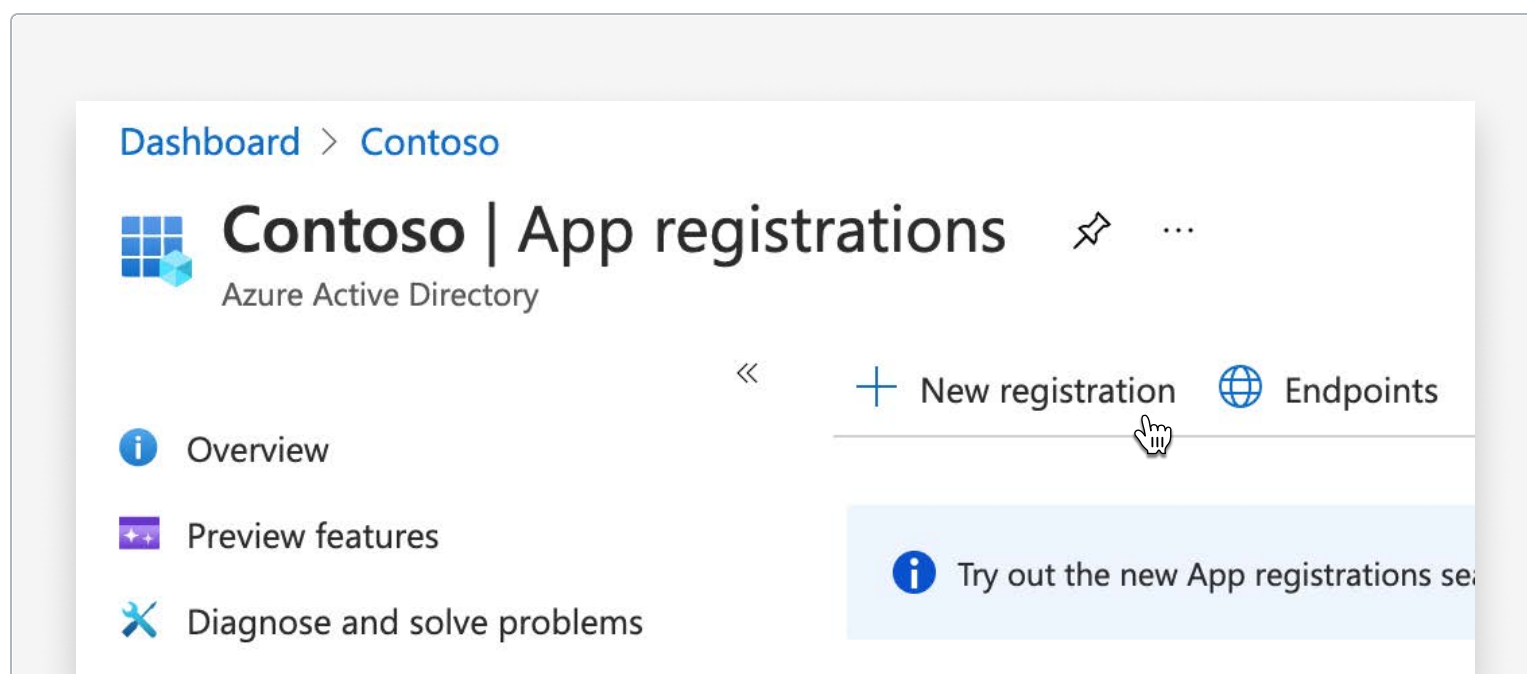 Dashboard > Contoso
Contoso | App registrations ...
Azure Active Directory
«
New registration Endpoints
Overview
Preview features
Diagnose and solve problems
Try out the new App registrations